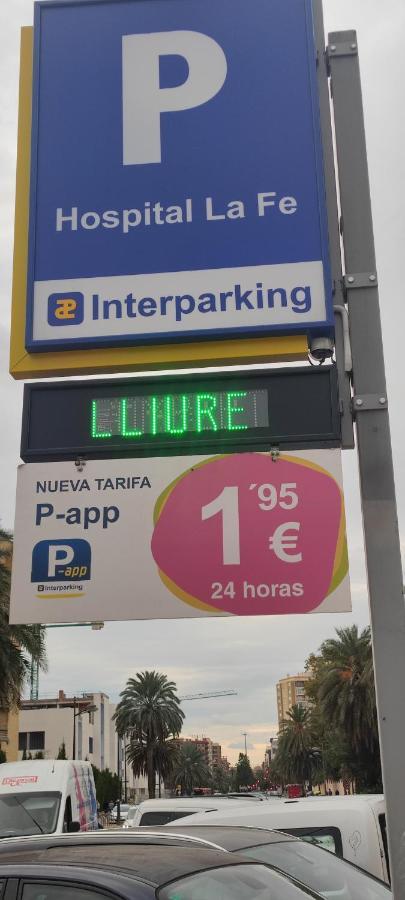 P
Hospital La Fe
Interparking
LLIURE
NUEVA TARIFA
P-app
1´95
€
24 horas
P-app
Interparking